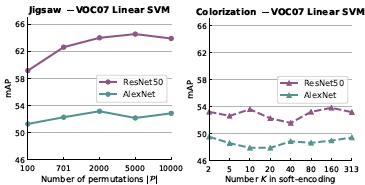 Jigsaw — VOC07 Linear SVM
66
62
58
54
50
46
mAP
ResNet50
AlexNet
100 701 2000 5000 10000
Number of permutations |P|
Colorization — VOC07 Linear SVM
66
62
58
54
50
46
mAP
ResNet50
AlexNet
2 5 10 20 40 80 160 313
Number K in soft-encoding